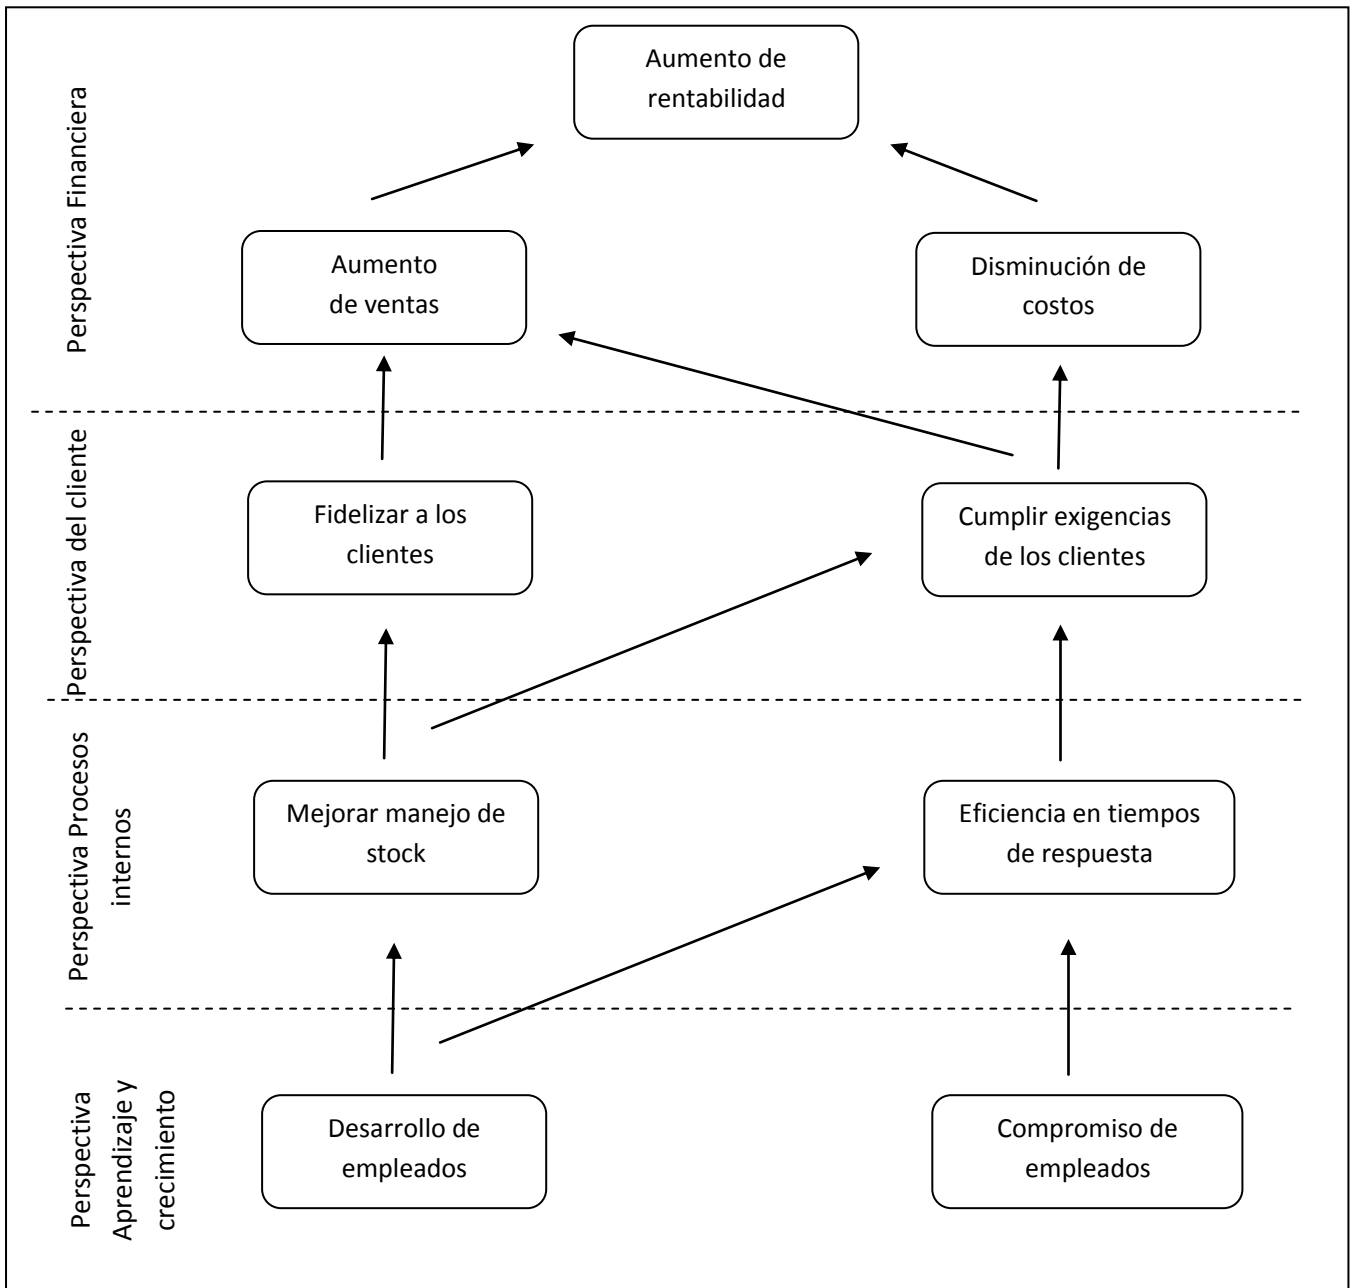 Perspectiva Financiera
Aumento de
rentabilidad
Aumento
de ventas
Disminución de
costos
Perspectiva del cliente
Fidelizar a los
clientes
Cumplir exigencias
de los clientes
Perspectiva Procesos
internos
Mejorar manejo de
stock
Eficiencia en tiempos
de respuesta
Perspectiva
Aprendizaje y
crecimiento
Desarrollo de
empleados
Compromiso de
empleados